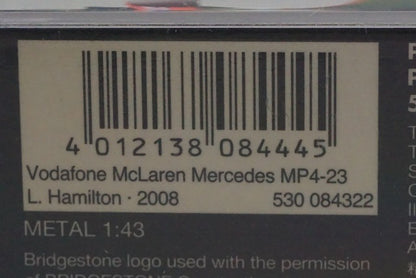 4 012138 084445
Vodafone McLaren Mercedes MP4-23
L. Hamilton · 2008 530 084322
METAL 1:43
Bridgestone logo used with the permission